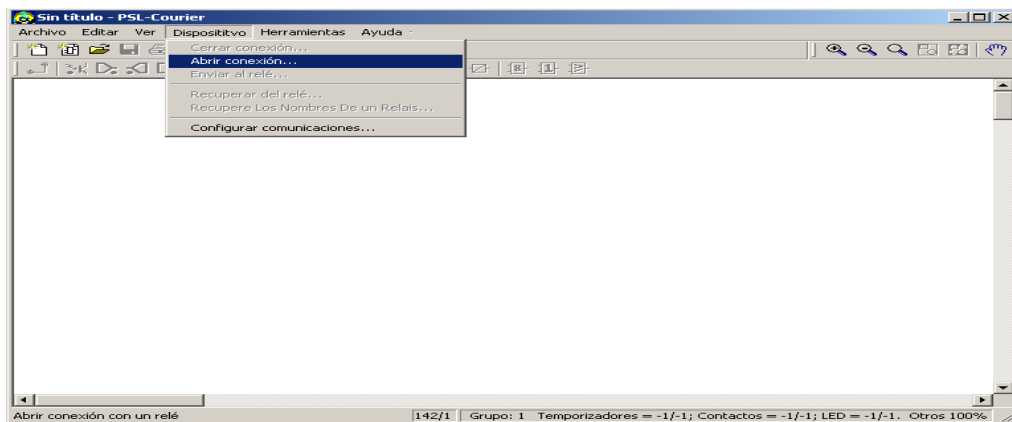 Sin título - PSL-Courier
Archivo Editar Ver Disposititvo Herramientas Ayuda
Cerrar conexión...
Abrir conexión...
Enviar al relé...
Recuperar del relé...
Recupere Los Nombres De un Relais...
Configurar comunicaciones...
Abrir conexión con un relé 142/1 Grupo: 1 Temporizadores = -1/-1; Contactos = -1/-1; LED = -1/-1. Otros 100%